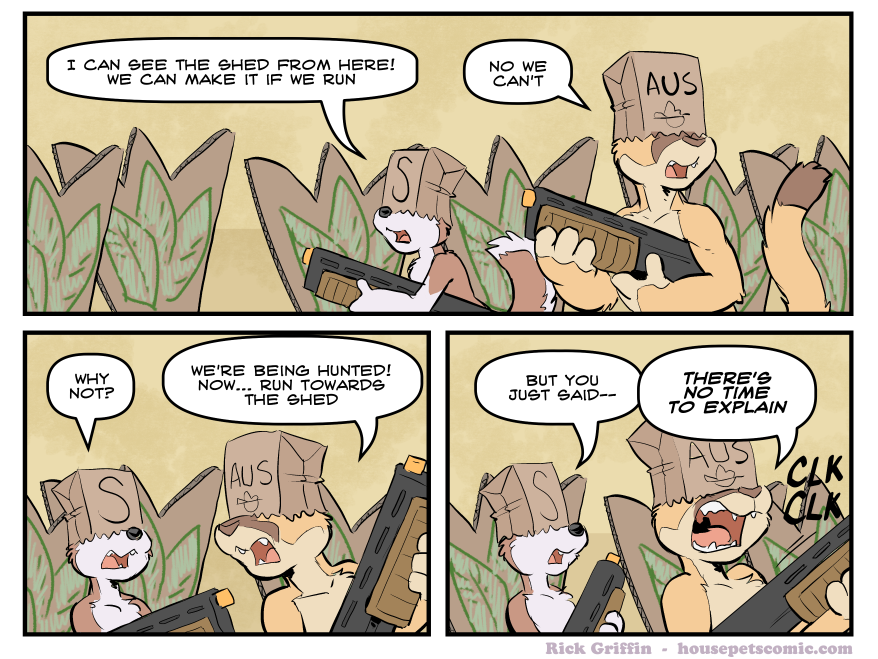 I CAN SEE THE SHED FROM HERE!
WE CAN MAKE IT IF WE RUN
NO WE
CAN'T
AUS
S
WHY
NOT?
WE'RE BEING HUNTED!
NOW... RUN TOWARDS
THE SHED
S
AUS
BUT YOU
JUST SAID--
THERE'S
NO TIME
TO EXPLAIN
AUS
S
CLK
CLK
Rick Griffin - housepetscomic.com